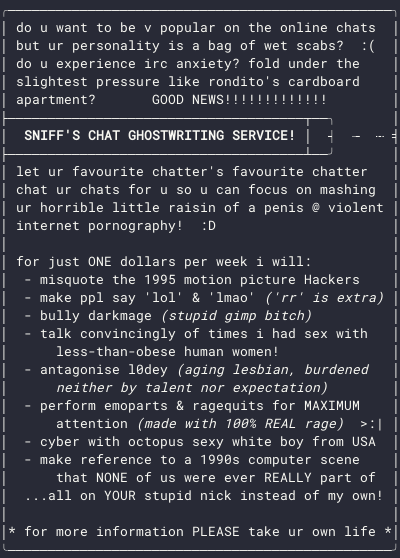 do u want to be v popular on the online chats
but ur personality is a bag of wet scabs?  :(
do u experience irc anxiety? fold under the
slightest pressure like rondito's cardboard
apartment?       GOOD NEWS!!!!!!!!!!!!!
SNIFF'S CHAT GHOSTWRITING SERVICE!
let ur favourite chatter's favourite chatter
chat ur chats for u so u can focus on mashing
ur horrible little raisin of a penis @ violent
internet pornography!  :D
for just ONE dollars per week i will:
- misquote the 1995 motion picture Hackers
- make ppl say 'lol' & 'lmao' ('rr' is extra)
- bully darkmage (stupid gimp bitch)
- talk convincingly of times i had sex with
less-than-obese human women!
- antagonise l0dey (aging lesbian, burdened
neither by talent nor expectation)
- perform emoparts & ragequits for MAXIMUM
attention (made with 100% REAL rage)  >:|
- cyber with octopus sexy white boy from USA
- make reference to a 1990s computer scene
that NONE of us were ever REALLY part of
...all on YOUR stupid nick instead of my own!
* for more information PLEASE take ur own life *